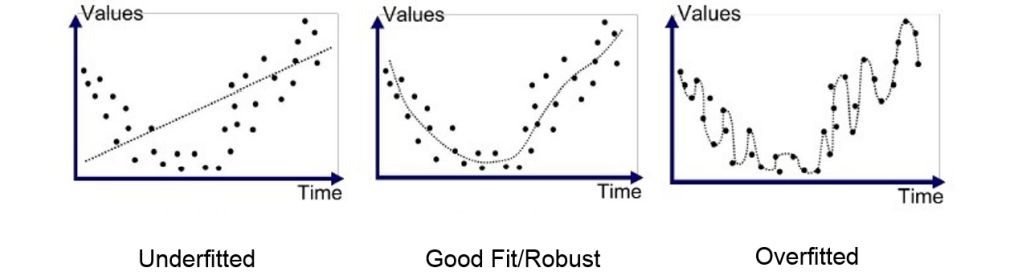 Values
Time
Underfitted
Values
Time
Good Fit/Robust
Values
Time
Overfitted